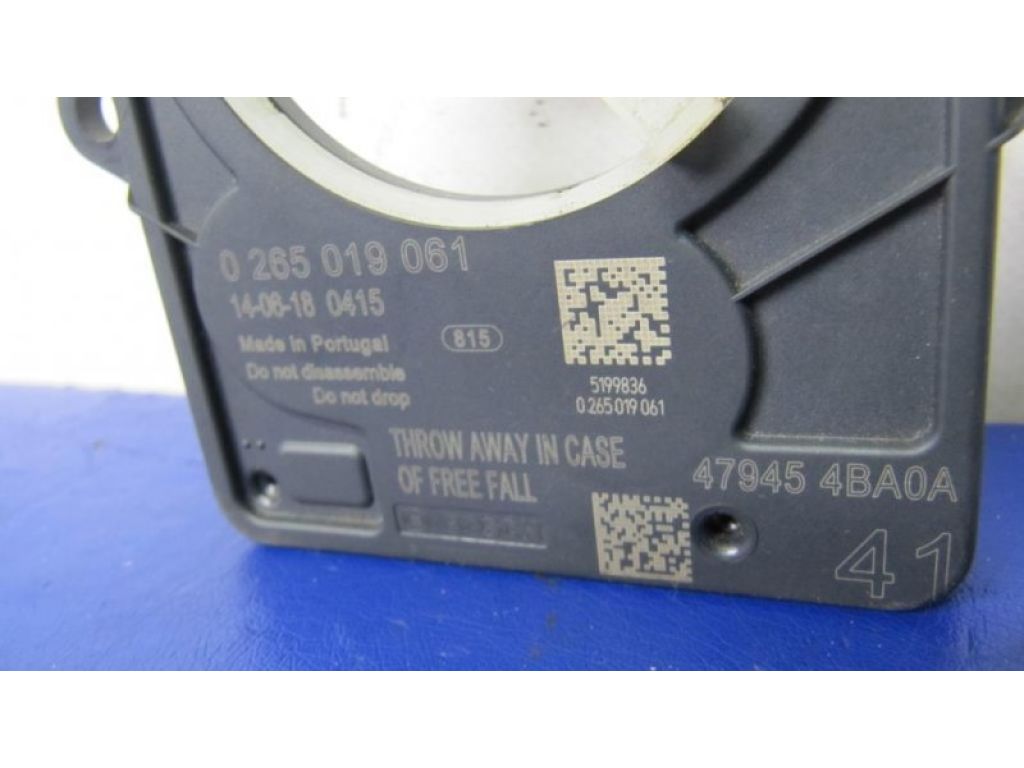 0 265 019 061
14-06-18 0415
Made in Portugal
815
Do not disassemble
Do not drop
5199836
0 265 019 061
THROW AWAY IN CASE
OF FREE FALL
47945 4BA0A
41